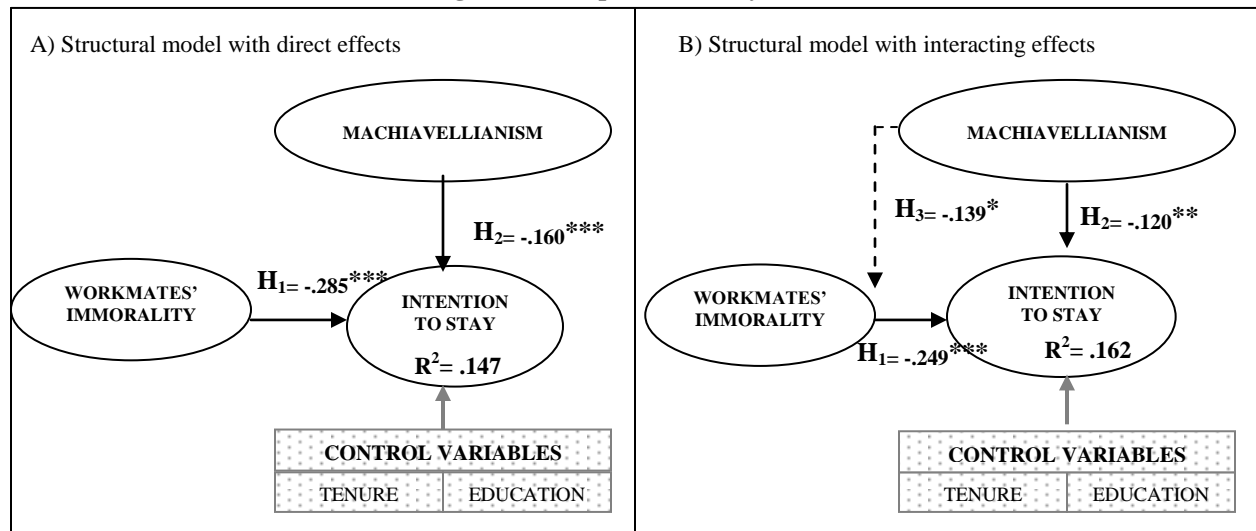 A) Structural model with direct effects
MACHIAVELLIANISM
H2= -.160***
H1= -.285***
WORKMATES'
IMMORALITY
INTENTION
TO STAY
R2= .147
CONTROL VARIABLES
TENURE EDUCATION
B) Structural model with interacting effects
MACHIAVELLIANISM
H3= -.139*
H2= -.120**
WORKMATES'
IMMORALITY
H1= -.249***
INTENTION
TO STAY
R2= .162
CONTROL VARIABLES
TENURE EDUCATION